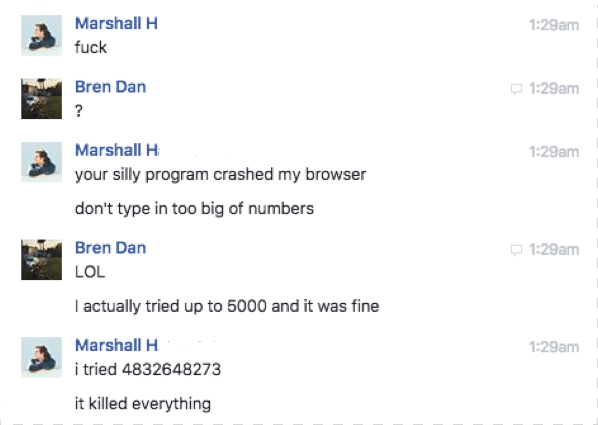 Marshall H
1:29am
fuck
Bren Dan
1:29am
?
Marshall H
1:29am
your silly program crashed my browser
don't type in too big of numbers
Bren Dan
1:29am
LOL
I actually tried up to 5000 and it was fine
Marshall H
1:29am
i tried 4832648273
it killed everything